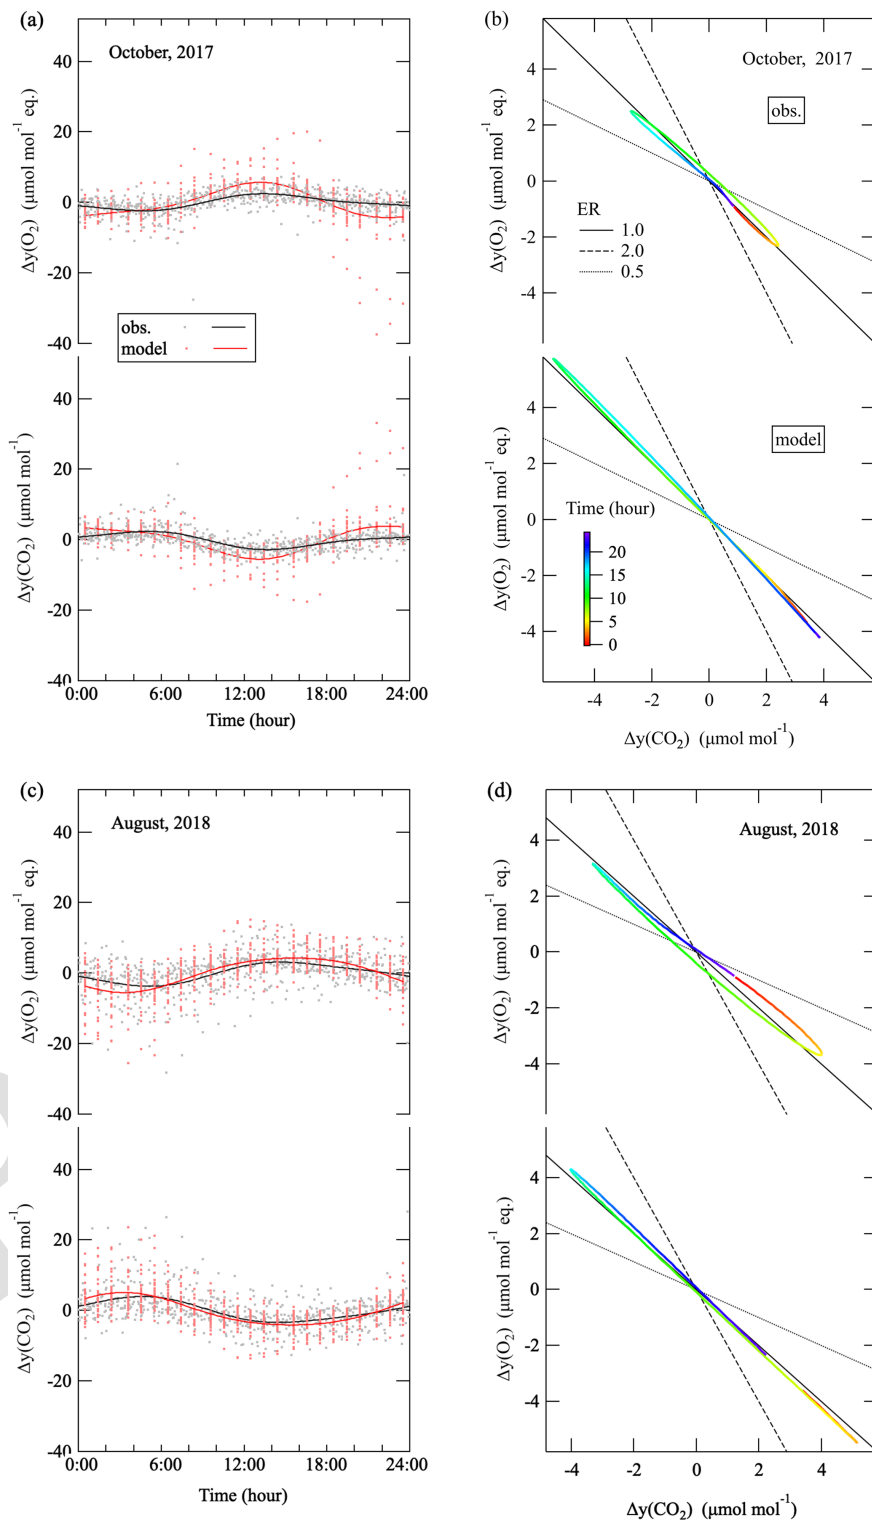 (a)
October, 2017
40
20
0
-20
-40
Δy(O2) (μmol mol-1 eq.)
obs.
model
40
20
0
-20
-40
Δy(CO2) (μmol mol-1)
0:00 6:00 12:00 18:00 24:00
Time (hour)
(b)
October, 2017
obs.
4
2
0
-2
-4
Δy(O2) (μmol mol-1 eq.)
ER
1.0
2.0
0.5
model
4
2
0
-2
-4
Δy(O2) (μmol mol-1 eq.)
Time (hour)
20
15
10
5
0
-4 -2 0 2 4
Δy(CO2) (μmol mol-1)
(c)
August, 2018
40
20
0
-20
-40
Δy(O2) (μmol mol-1 eq.)
40
20
0
-20
-40
Δy(CO2) (μmol mol-1)
0:00 6:00 12:00 18:00 24:00
Time (hour)
(d)
August, 2018
4
2
0
-2
-4
Δy(O2) (μmol mol-1 eq.)
4
2
0
-2
-4
Δy(O2) (μmol mol-1 eq.)
-4 -2 0 2 4
Δy(CO2) (μmol mol-1)